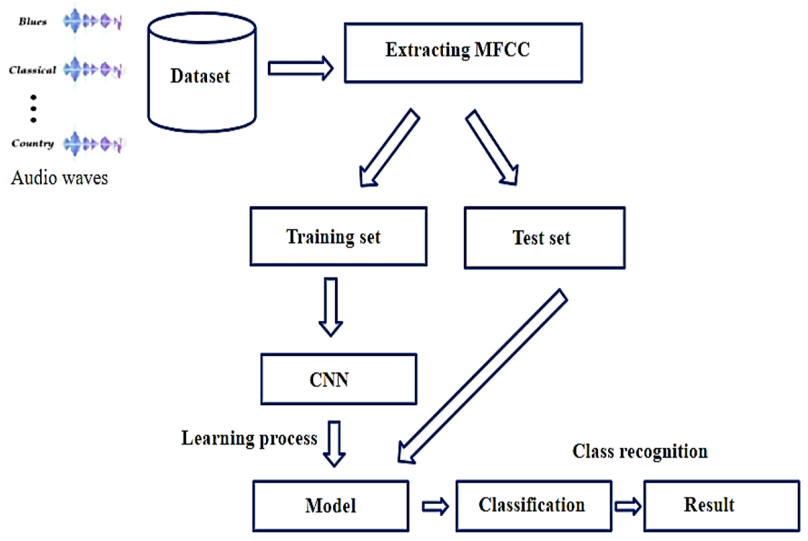 Blues
Classical
Country
Audio waves
Dataset
Extracting MFCC
Training set
Test set
CNN
Learning process
Class recognition
Model
Classification
Result